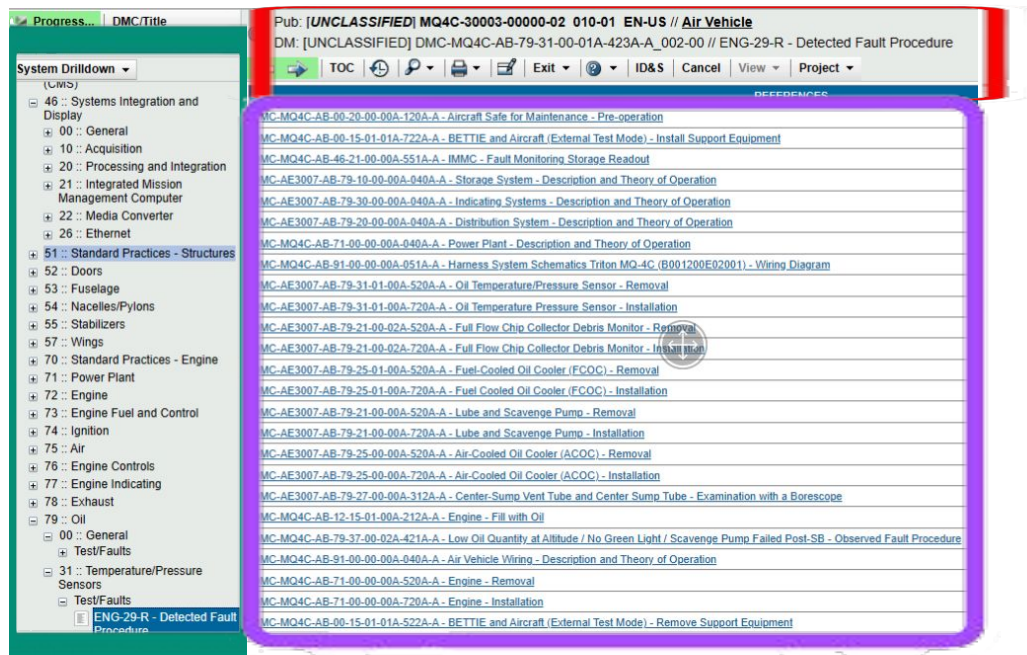 Progress... DMC/Title
Pub: [UNCLASSIFIED] MQ4C-30003-00000-02 010-01 EN-US // Air Vehicle
DM: [UNCLASSIFIED] DMC-MQ4C-AB-79-31-00-01A-423A-A_002-00 // ENG-29-R - Detected Fault Procedure
TOC Exit ID&S Cancel View Project
System Drilldown
(CMS)
46 :: Systems Integration and
Display
00 :: General
10 :: Acquisition
20 :: Processing and Integration
21 :: Integrated Mission
Management Computer
22 :: Media Converter
26 :: Ethernet
51 :: Standard Practices - Structures
52 :: Doors
53 :: Fuselage
54 :: Nacelles/Pylons
55 :: Stabilizers
57 :: Wings
70 :: Standard Practices - Engine
71 :: Power Plant
72 :: Engine
73 :: Engine Fuel and Control
74 :: Ignition
75 :: Air
76 :: Engine Controls
77 :: Engine Indicating
78 :: Exhaust
79 :: Oil
00 :: General
Test/Faults
31 :: Temperature/Pressure
Sensors
Test/Faults
ENG-29-R - Detected Fault
Procedure
REFERENCES
MC-MQ4C-AB-00-20-00-00A-120A-A - Aircraft Safe for Maintenance - Pre-operation
MC-MQ4C-AB-00-15-01-01A-722A-A - BETTIE and Aircraft (External Test Mode) - Install Support Equipment
MC-MQ4C-AB-46-21-00-00A-551A-A - IMMC - Fault Monitoring Storage Readout
MC-AE3007-AB-79-10-00-00A-040A-A - Storage System - Description and Theory of Operation
MC-AE3007-AB-79-30-00-00A-040A-A - Indicating Systems - Description and Theory of Operation
MC-AE3007-AB-79-20-00-00A-040A-A - Distribution System - Description and Theory of Operation
MC-MQ4C-AB-71-00-00-00A-040A-A - Power Plant - Description and Theory of Operation
MC-MQ4C-AB-91-00-00-00A-051A-A - Harness System Schematics Triton MQ-4C (B001200E02001) - Wiring Diagram
MC-AE3007-AB-79-31-01-00A-520A-A - Oil Temperature/Pressure Sensor - Removal
MC-AE3007-AB-79-31-01-00A-720A-A - Oil Temperature Pressure Sensor - Installation
MC-AE3007-AB-79-21-00-02A-520A-A - Full Flow Chip Collector Debris Monitor - Removal
MC-AE3007-AB-79-21-00-02A-720A-A - Full Flow Chip Collector Debris Monitor - Installation
MC-AE3007-AB-79-25-01-00A-520A-A - Fuel-Cooled Oil Cooler (FCOC) - Removal
MC-AE3007-AB-79-25-01-00A-720A-A - Fuel Cooled Oil Cooler (FCOC) - Installation
MC-AE3007-AB-79-21-00-00A-520A-A - Lube and Scavenge Pump - Removal
MC-AE3007-AB-79-21-00-00A-720A-A - Lube and Scavenge Pump - Installation
MC-AE3007-AB-79-25-00-00A-520A-A - Air-Cooled Oil Cooler (ACOC) - Removal
MC-AE3007-AB-79-25-00-00A-720A-A - Air-Cooled Oil Cooler (ACOC) - Installation
MC-AE3007-AB-79-27-00-00A-312A-A - Center-Sump Vent Tube and Center Sump Tube - Examination with a Borescope
MC-MQ4C-AB-12-15-01-00A-212A-A - Engine - Fill with Oil
MC-MQ4C-AB-79-37-00-02A-421A-A - Low Oil Quantity at Altitude / No Green Light / Scavenge Pump Failed Post-SB - Observed Fault Procedure
MC-MQ4C-AB-91-00-00-00A-040A-A - Air Vehicle Wiring - Description and Theory of Operation
MC-MQ4C-AB-71-00-00-00A-520A-A - Engine - Removal
MC-MQ4C-AB-71-00-00-00A-720A-A - Engine - Installation
MC-MQ4C-AB-00-15-01-01A-522A-A - BETTIE and Aircraft (External Test Mode) - Remove Support Equipment